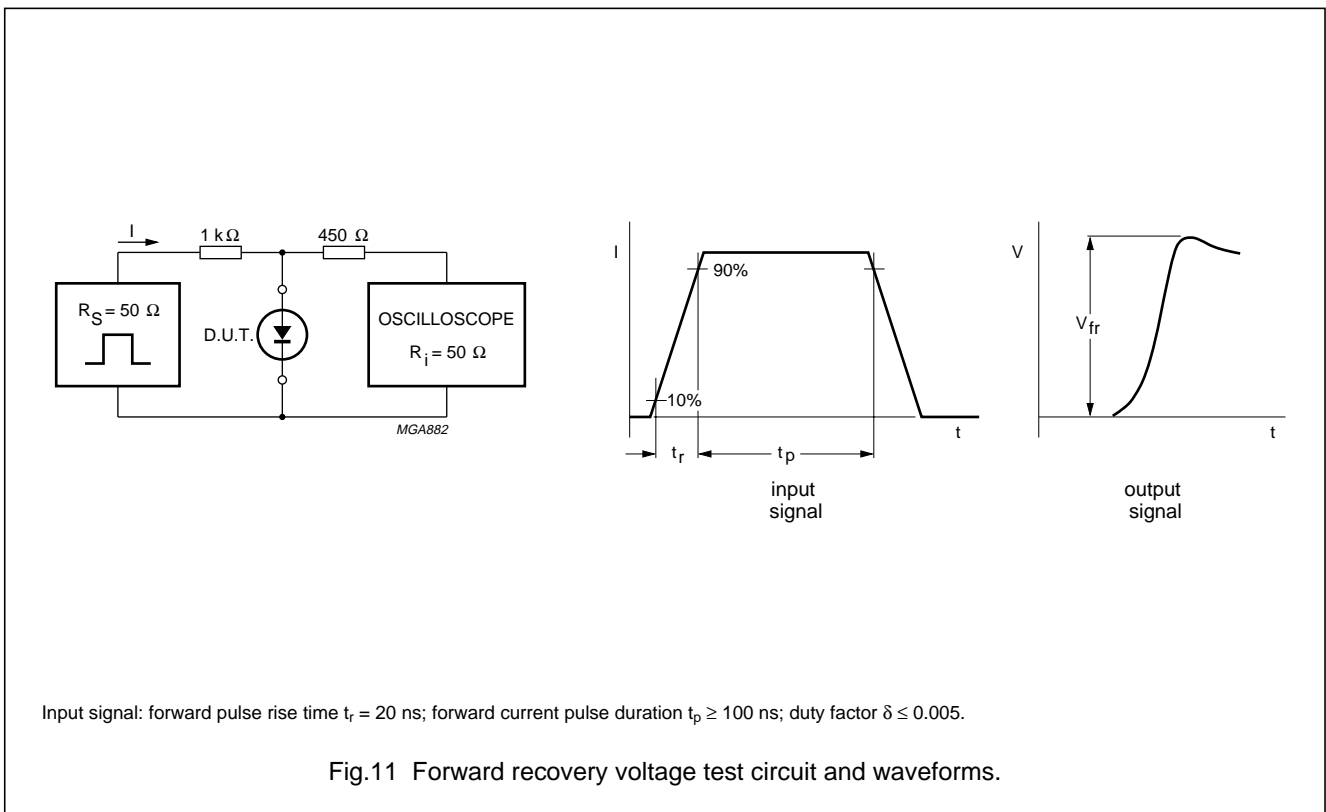 I
1 kΩ
450 Ω
R_S = 50 Ω
D.U.T.
OSCILLOSCOPE
R_i = 50 Ω
MGA882
I
90%
10%
t_r
t_p
t
input
signal
V
V_fr
t
output
signal
Input signal: forward pulse rise time t_r = 20 ns; forward current pulse duration t_p ≥ 100 ns; duty factor δ ≤ 0.005.
Fig.11 Forward recovery voltage test circuit and waveforms.